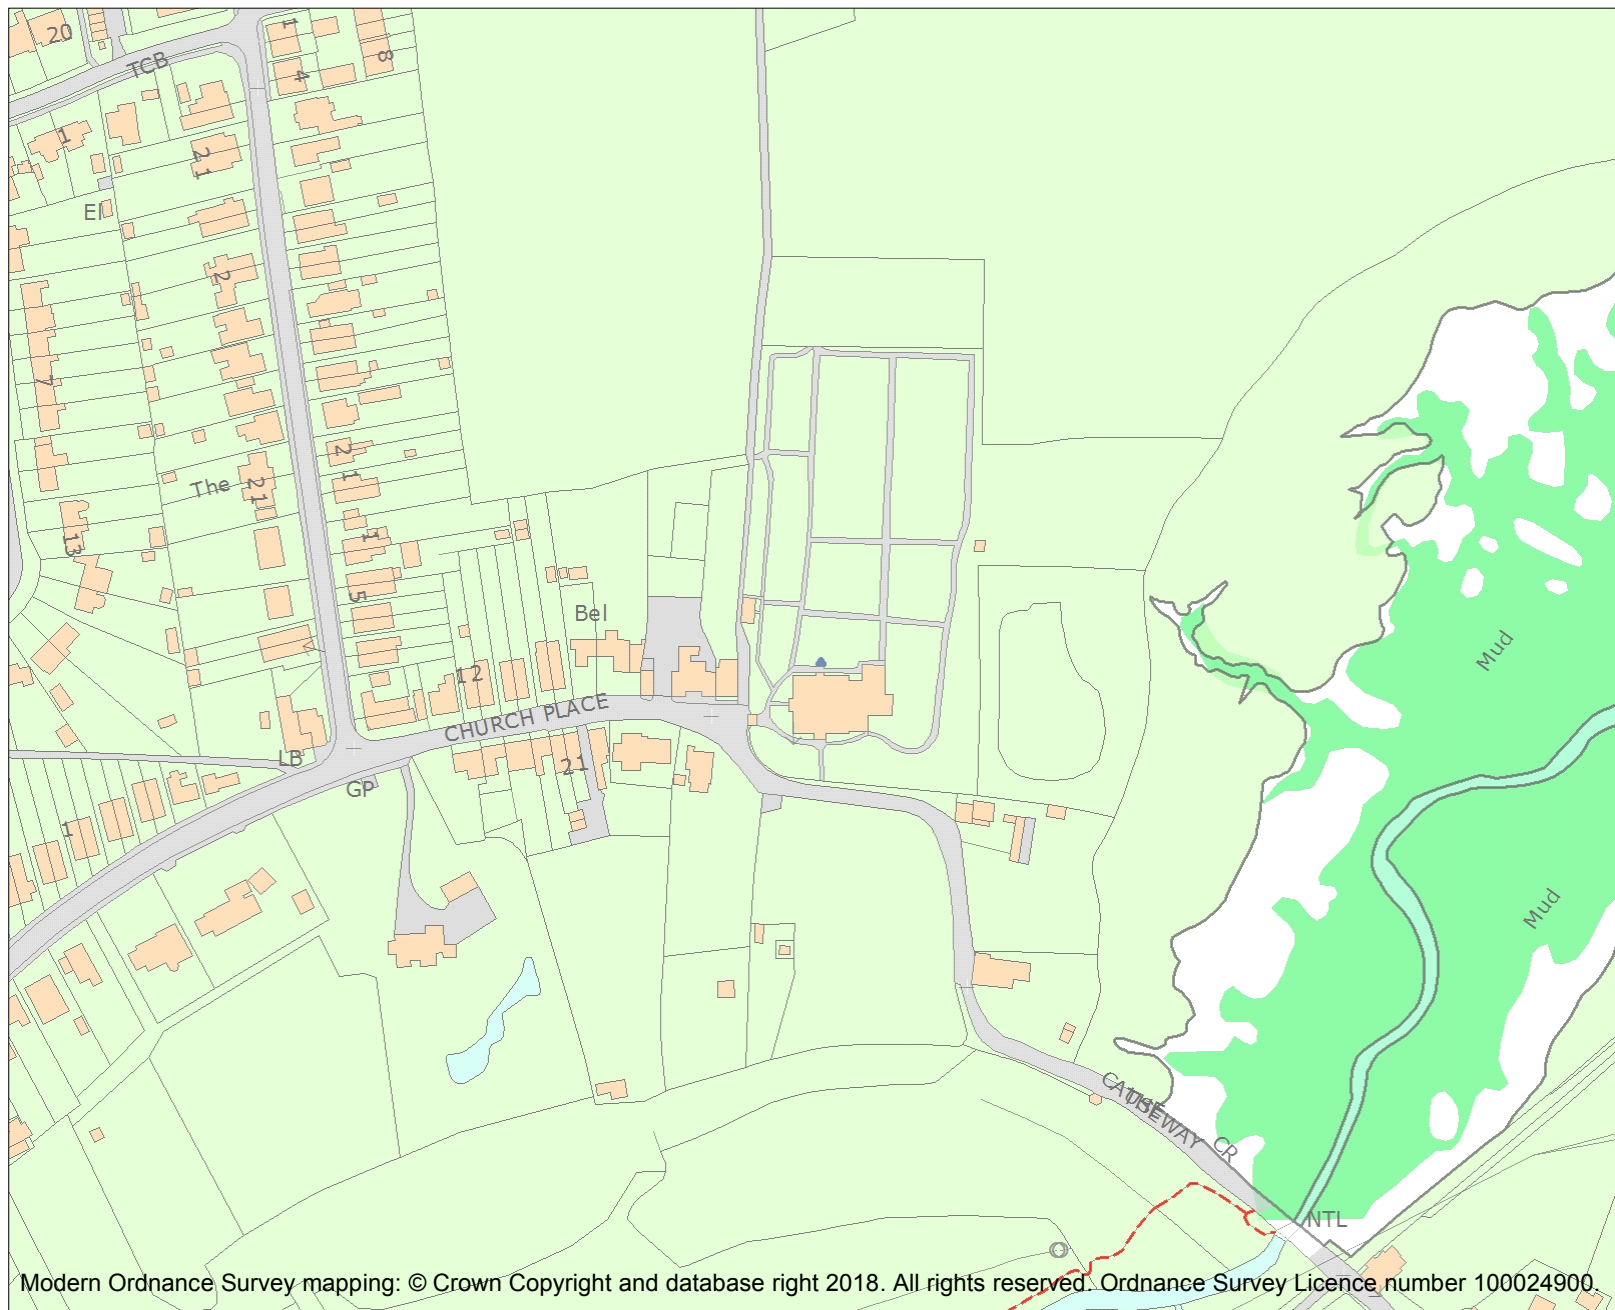 20
TCB
1
4
8
1
21
El
2
7
The
21
21
13
1
5
Bel
12
CHURCH PLACE
LB
GP
21
1
Mud
Mud
CAUSEWAY
CR
NTL
Modern Ordnance Survey mapping: © Crown Copyright and database right 2018. All rights reserved. Ordnance Survey Licence number 100024900.